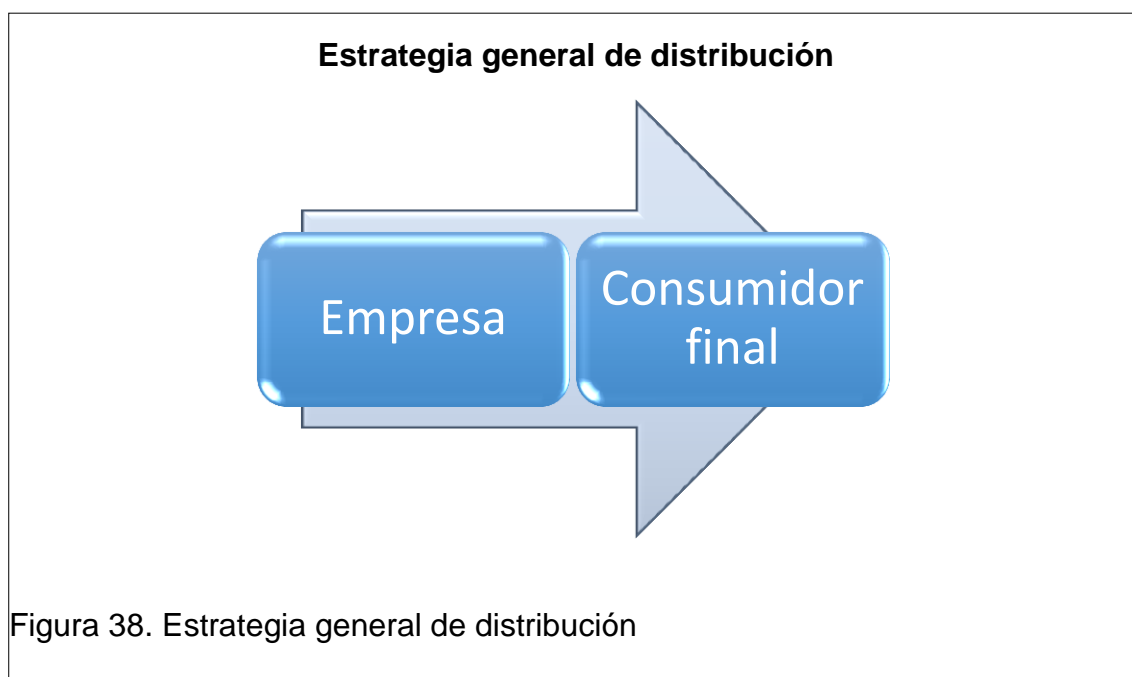 Estrategia general de distribución
Empresa
Consumidor
final
Figura 38. Estrategia general de distribución